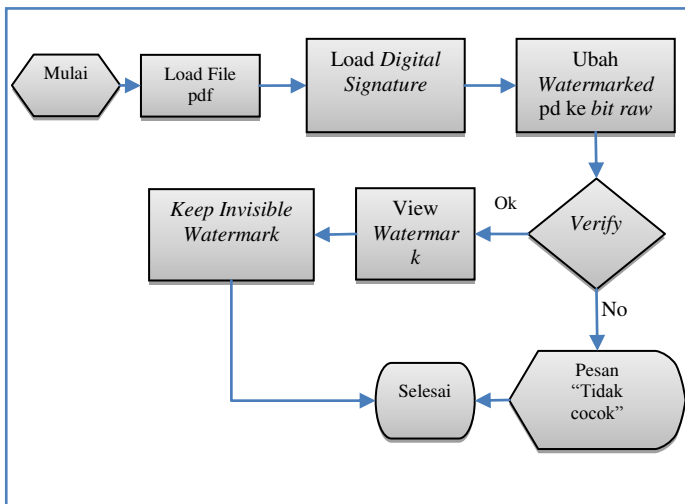 Mulai
Load File
pdf
Load Digital
Signature
Ubah
Watermarked
pd ke bit raw
Verify
Ok
View
Watermar
k
Keep Invisible
Watermark
No
Pesan
“Tidak
cocok”
Selesai